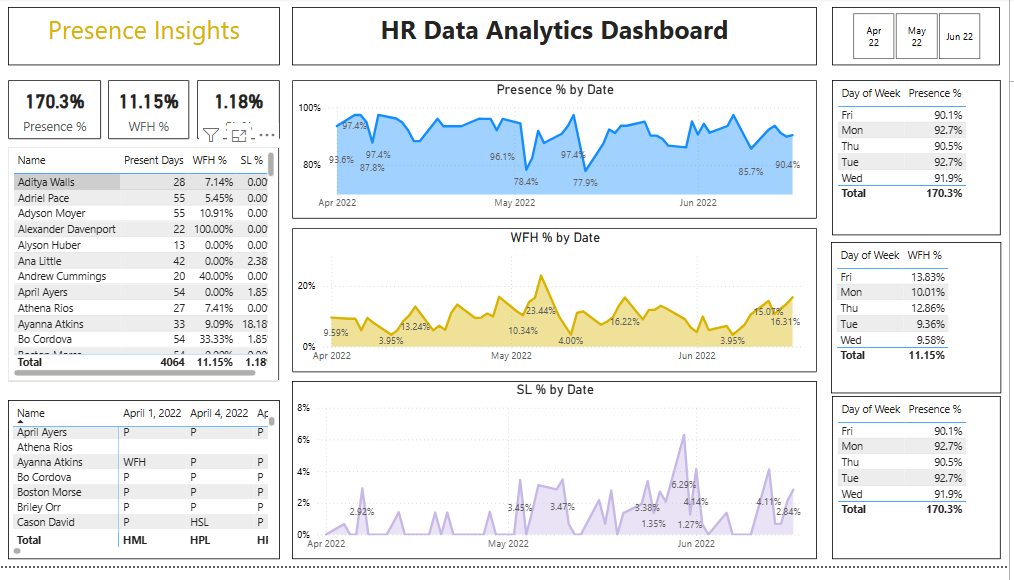 Presence Insights
HR Data Analytics Dashboard
Apr 22
May 22
Jun 22
170.3%
Presence %
11.15%
WFH %
1.18%
Name Present Days WFH % SL %
Aditya Walls 28 7.14% 0.00
Adriel Pace 55 5.45% 0.00
Adyson Moyer 55 10.91% 0.00
Alexander Davenport 22 100.00% 0.00
Alyson Huber 13 0.00% 0.00
Ana Little 42 0.00% 2.38
Andrew Cummings 20 40.00% 0.00
April Ayers 54 0.00% 1.85
Athena Rios 27 7.41% 0.00
Ayanna Atkins 33 9.09% 18.18
Bo Cordova 54 33.33% 1.85
Total 4064 11.15% 1.18
Name April 1, 2022 April 4, 2022 Ap
April Ayers P P P
Athena Rios
Ayanna Atkins WFH P P
Bo Cordova P P P
Boston Morse P P P
Briley Orr P P P
Cason David P HSL P
Total HML HPL HI
Presence % by Date
100%
80%
97.4%
93.6%
97.4%
87.8%
96.1%
78.4%
97.4%
77.9%
85.7%
90.4%
Apr 2022 May 2022 Jun 2022
WFH % by Date
20%
0%
9.59%
3.95%
13.24%
10.34%
23.44%
4.00%
16.22%
3.95%
15.07%
16.31%
Apr 2022 May 2022 Jun 2022
SL % by Date
8%
6%
4%
2%
0%
2.92%
3.45%
3.47%
3.38%
1.35%
6.29%
4.14%
1.27%
4.11%
2.84%
Apr 2022 May 2022 Jun 2022
Day of Week Presence %
Fri 90.1%
Mon 92.7%
Thu 90.5%
Tue 92.7%
Wed 91.9%
Total 170.3%
Day of Week WFH %
Fri 13.83%
Mon 10.01%
Thu 12.86%
Tue 9.36%
Wed 9.58%
Total 11.15%
Day of Week Presence %
Fri 90.1%
Mon 92.7%
Thu 90.5%
Tue 92.7%
Wed 91.9%
Total 170.3%